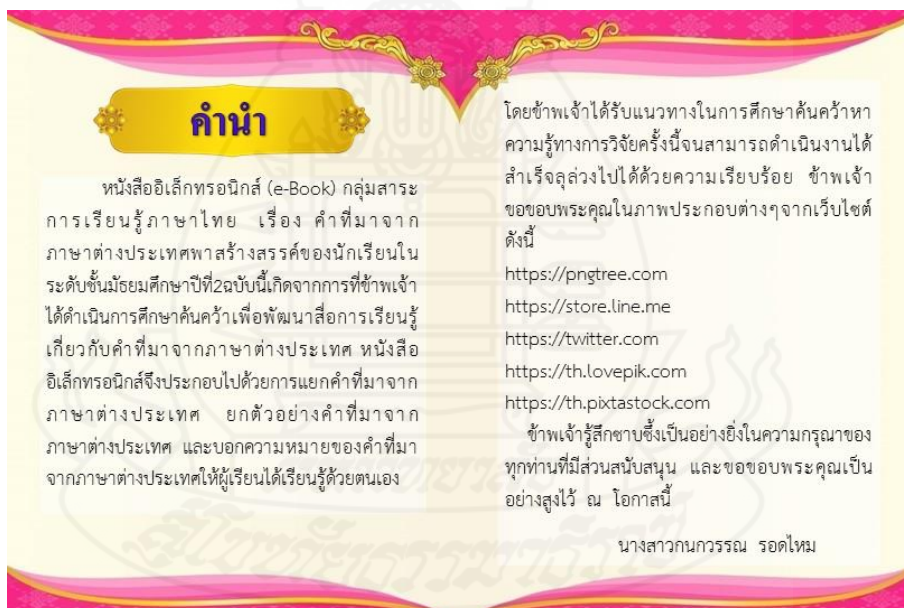 คำนำ
หนังสืออิเล็กทรอนิกส์ (e-Book) กลุ่มสาระ
การเรียนรู้ภาษาไทย เรื่อง คำที่มาจาก
ภาษาต่างประเทศพาสร้างสรรค์ของนักเรียนใน
ระดับชั้นมัธยมศึกษาปีที่2ฉบับนี้เกิดจากการที่ข้าพเจ้า
ได้ดำเนินการศึกษาค้นคว้าเพื่อพัฒนาสื่อการเรียนรู้
เกี่ยวกับคำที่มาจากภาษาต่างประเทศ หนังสือ
อิเล็กทรอนิกส์จึงประกอบไปด้วยการแยกคำที่มาจาก
ภาษาต่างประเทศ ยกตัวอย่างคำที่มาจาก
ภาษาต่างประเทศ และบอกความหมายของคำที่มา
จากภาษาต่างประเทศให้ผู้เรียนได้เรียนรู้ด้วยตนเอง
โดยข้าพเจ้าได้รับแนวทางในการศึกษาค้นคว้าหา
ความรู้ทางการวิจัยครั้งนี้จนสามารถดำเนินงานได้
สำเร็จลุล่วงไปได้ด้วยความเรียบร้อย ข้าพเจ้า
ขอขอบพระคุณในภาพประกอบต่างๆจากเว็บไซต์
ดังนี้
https://pngtree.com
https://store.line.me
https://twitter.com
https://th.lovepik.com
https://th.pixtastock.com
ข้าพเจ้ารู้สึกซาบซึ้งเป็นอย่างยิ่งในความกรุณาของ
ทุกท่านที่มีส่วนสนับสนุน และขอขอบพระคุณเป็น
อย่างสูงไว้ ณ โอกาสนี้
นางสาวกนกวรรณ รอดไหม